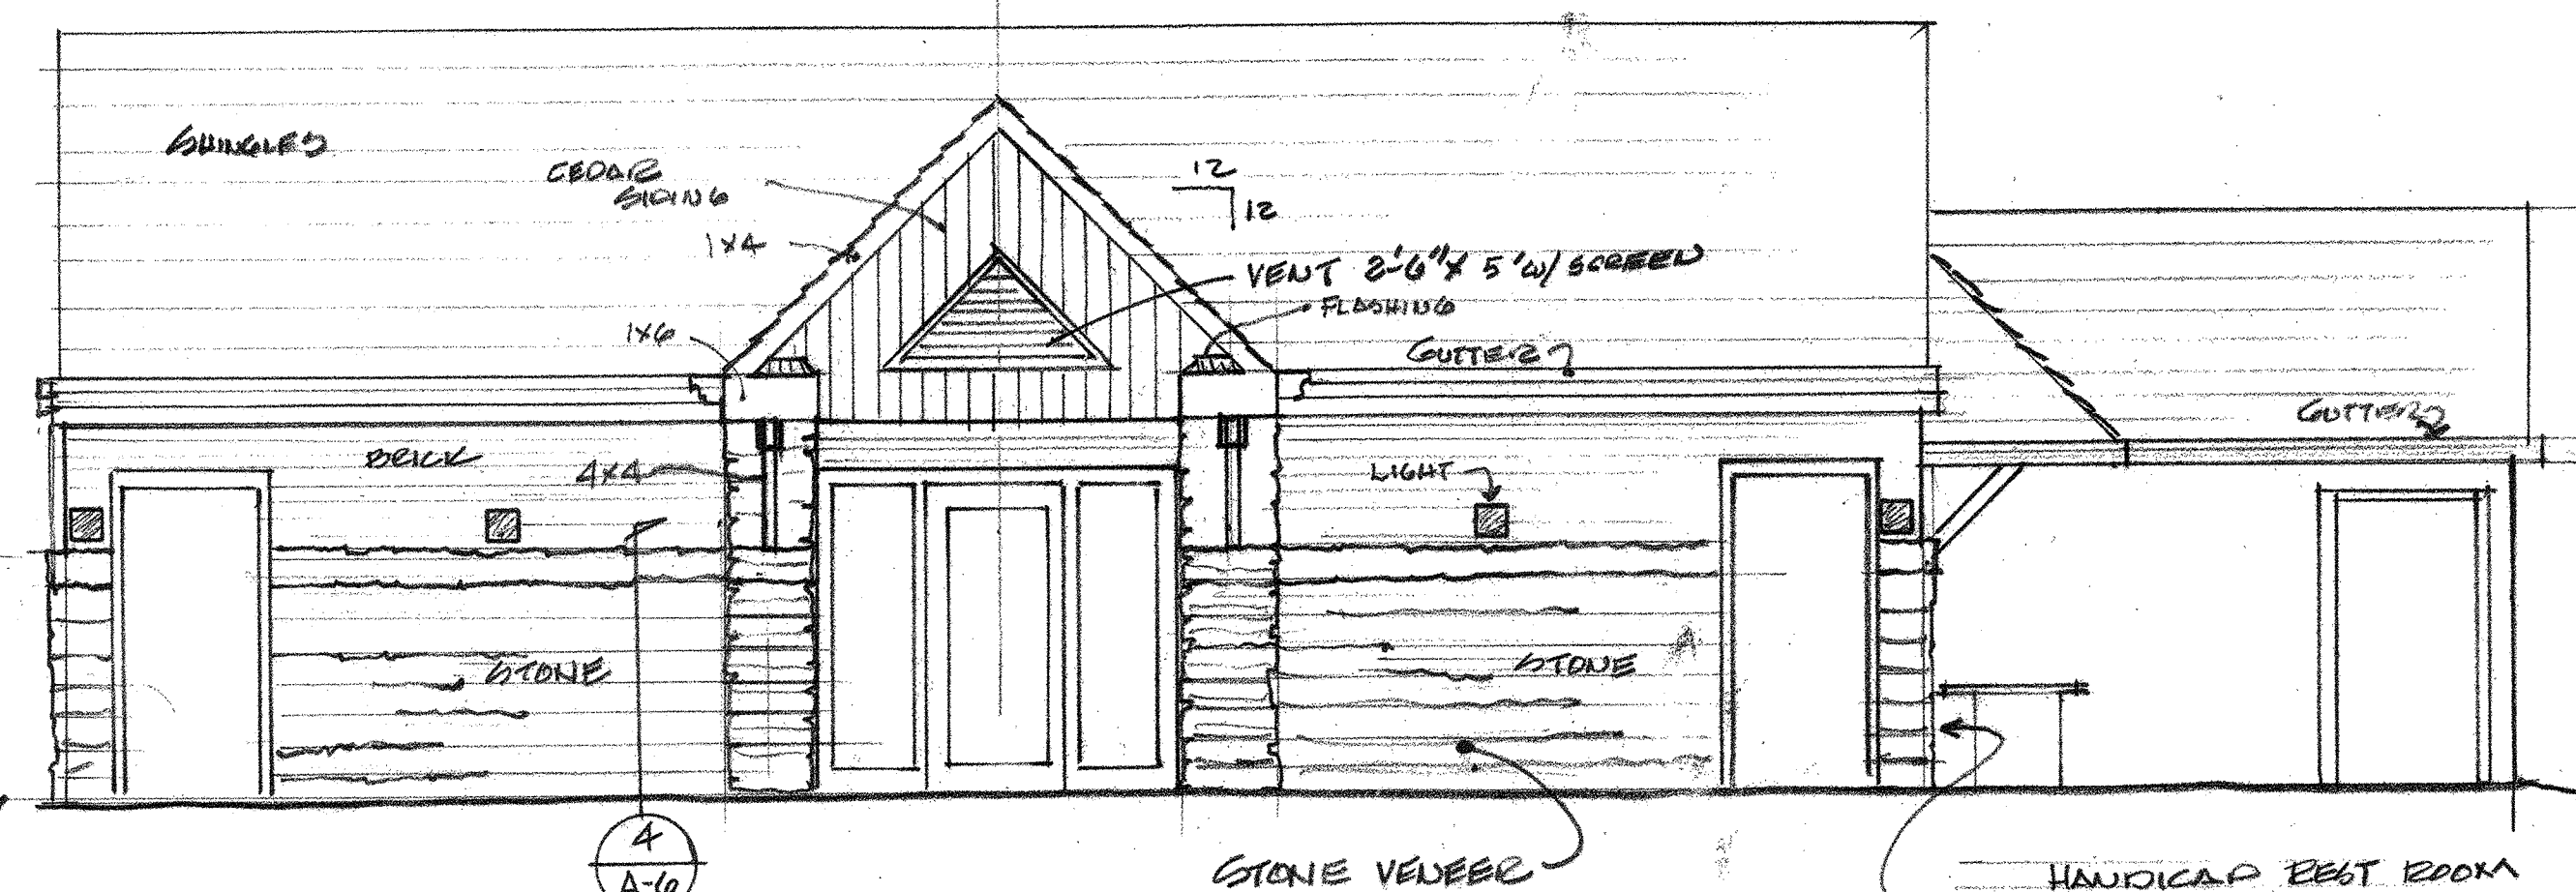 SHINGLES
CEDAR
SIDING
1x4
12
12
VENT 2'-6" x 5' w/ SCREEN
FLASHING
1x6
GUTTER
GUTTER
BRICK
4x4
LIGHT
STONE
STONE
4
A-6
STONE VENEER
HANDICAP REST ROOM